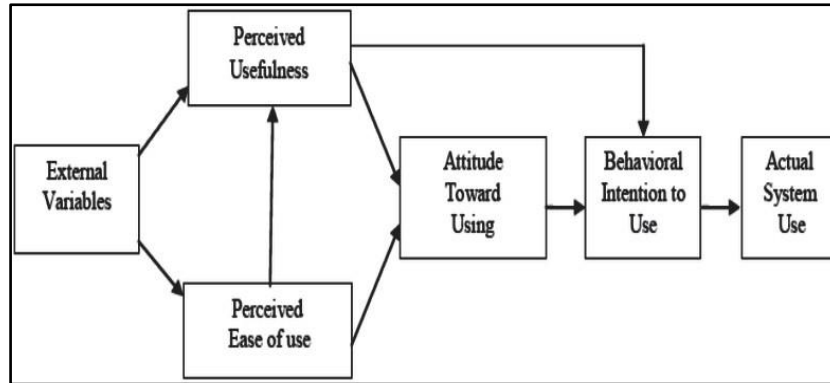 Perceived
Usefulness
External
Variables
Attitude
Toward
Using
Behavioral
Intention to
Use
Actual
System
Use
Perceived
Ease of use